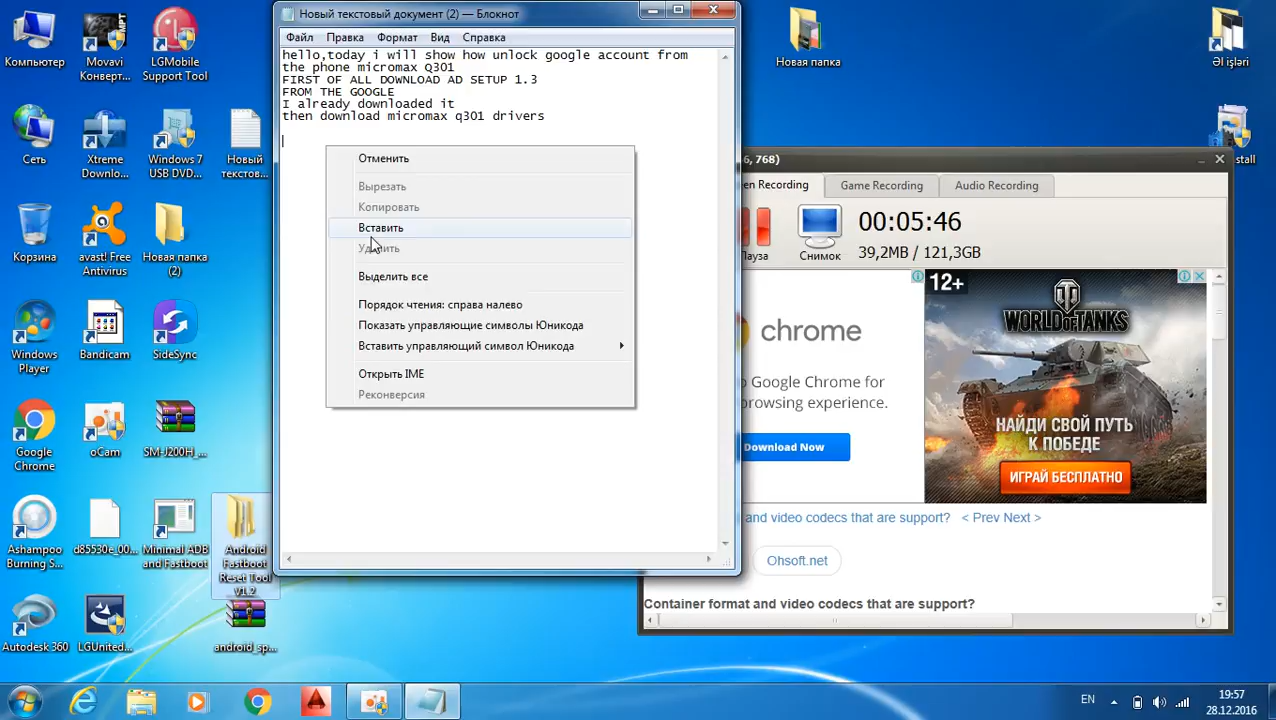 Новый текстовый документ (2) — Блокнот
Файл Правка Формат Вид Справка
hello,today i will show how unlock google account from
the phone micromax Q301
FIRST OF ALL DOWNLOAD AD SETUP 1.3
FROM THE GOOGLE
I already downloaded it
then download micromax q301 drivers
Отменить
Вырезать
Копировать
Вставить
Удалить
Выделить все
Порядок чтения: справа налево
Показать управляющие символы Юникода
Вставить управляющий символ Юникода
Открыть IME
Реконверсия
Компьютер
Movavi
Конверт...
LGMobile
Support Tool
Сеть
Xtreme
Downlo...
Windows 7
USB DVD...
Новый
текстов...
Корзина
avast! Free
Antivirus
Новая папка
(2)
Windows
Player
Bandicam
SideSync
Google
Chrome
oCam
SM-J200H_...
Ashampoo
Burning S...
d85530e_00...
Minimal ADB
and Fastboot
Android
Fastboot
Reset Tool
v1.2
Autodesk 360
LGUnited...
android_sp...
Новая папка
Əl işləri
, 768)
en Recording
Game Recording
Audio Recording
Пауза
Снимок
00:05:46
39,2MB / 121,3GB
chrome
o Google Chrome for
browsing experience.
Download Now
12+
WORLD OF TANKS
НАЙДИ СВОЙ ПУТЬ
К ПОБЕДЕ
ИГРАЙ БЕСПЛАТНО
and video codecs that are support? < Prev Next >
Ohsoft.net
Container format and video codecs that are support?
EN
19:57
28.12.2016